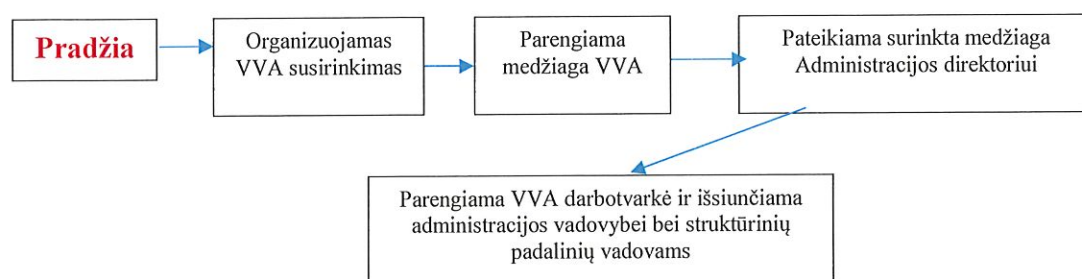 Pradžia
Organizuojamas
VVA susirinkimas
Parengiama
medžiaga VVA
Pateikiama surinkta medžiaga
Administracijos direktoriui
Parengiama VVA darbotvarkė ir išsiunčiama
administracijos vadovybei bei struktūrinių
padalinių vadovams